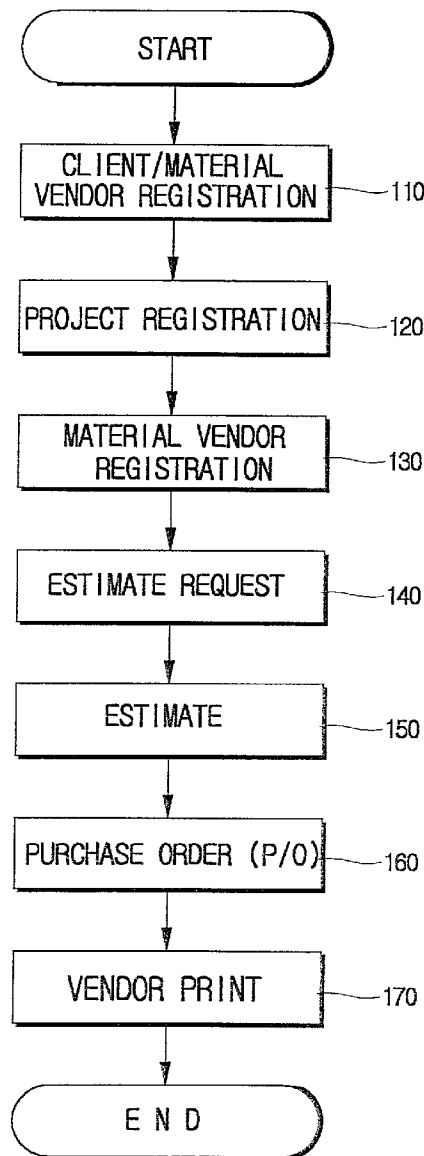 START
CLIENT/MATERIAL
VENDOR REGISTRATION
110
PROJECT REGISTRATION
120
MATERIAL VENDOR
REGISTRATION
130
ESTIMATE REQUEST
140
ESTIMATE
150
PURCHASE ORDER (P/O)
160
VENDOR PRINT
170
E N D